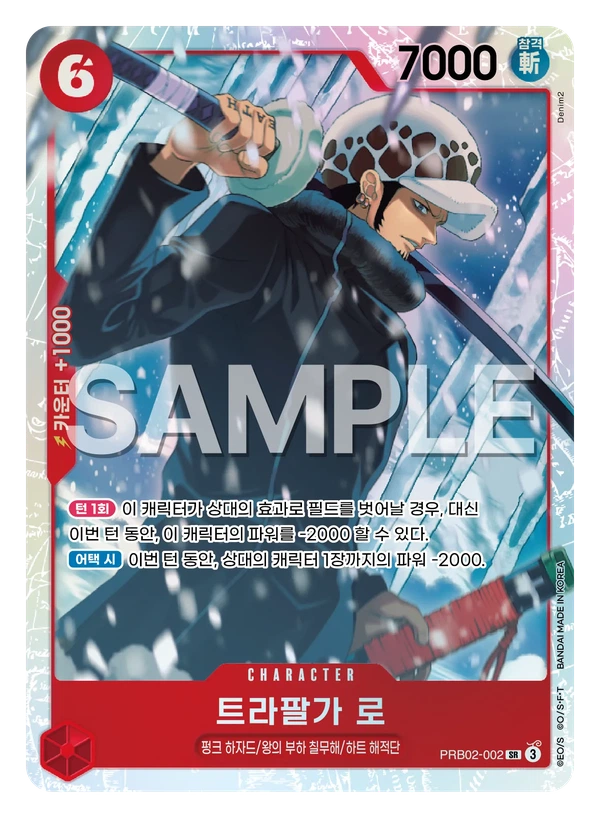 6
7000
참격
斬
Denim2
EATH
⚡카운터 +1000
SAMPLE
턴 1회 이 캐릭터가 상대의 효과로 필드를 벗어날 경우, 대신
이번 턴 동안, 이 캐릭터의 파워를 -2000 할 수 있다.
어택 시 이번 턴 동안, 상대의 캐릭터 1장까지의 파워 -2000.
CHARACTER
트라팔가 로
펑크 하자드/왕의 부하 칠무해/하트 해적단
PRB02-002 SR 3
©EO/S ©O/S·F·T BANDAI MADE IN KOREA